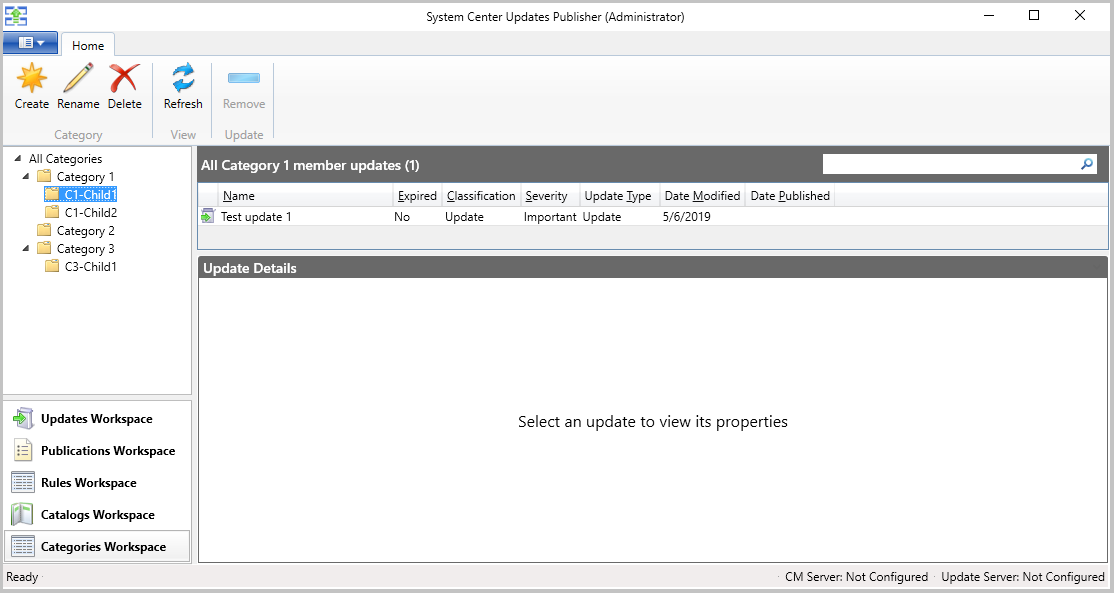 System Center Updates Publisher (Administrator)
Home
Create Rename Delete Refresh Remove
Category View Update
All Categories
Category 1
C1-Child1
C1-Child2
Category 2
Category 3
C3-Child1
All Category 1 member updates (1)
Name Expired Classification Severity Update Type Date Modified Date Published
Test update 1 No Update Important Update 5/6/2019
Update Details
Select an update to view its properties
Updates Workspace
Publications Workspace
Rules Workspace
Catalogs Workspace
Categories Workspace
Ready CM Server: Not Configured Update Server: Not Configured